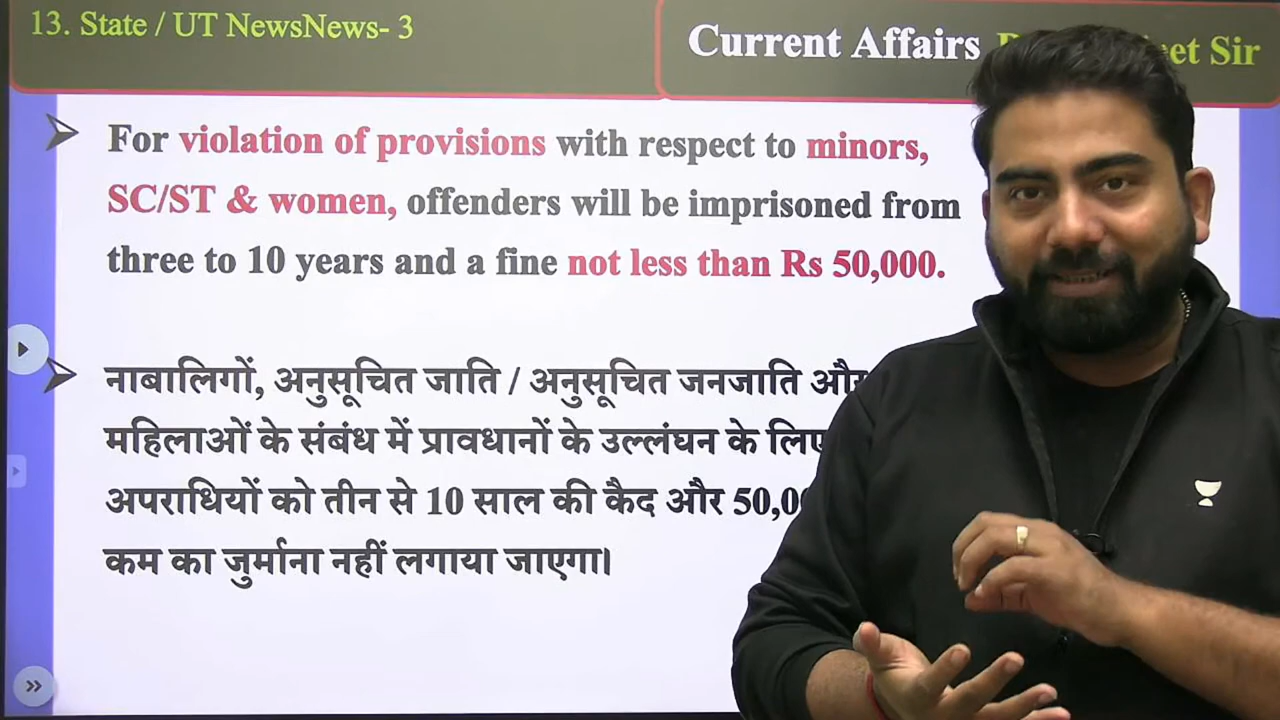 13. State / UT NewsNews- 3
Current Affairs
eet Sir
For violation of provisions with respect to minors,
SC/ST & women, offenders will be imprisoned from
three to 10 years and a fine not less than Rs 50,000.
नाबालिगों, अनुसूचित जाति / अनुसूचित जनजाति और
महिलाओं के संबंध में प्रावधानों के उल्लंघन के लिए
अपराधियों को तीन से 10 साल की कैद और 50,00
कम का जुर्माना नहीं लगाया जाएगा।